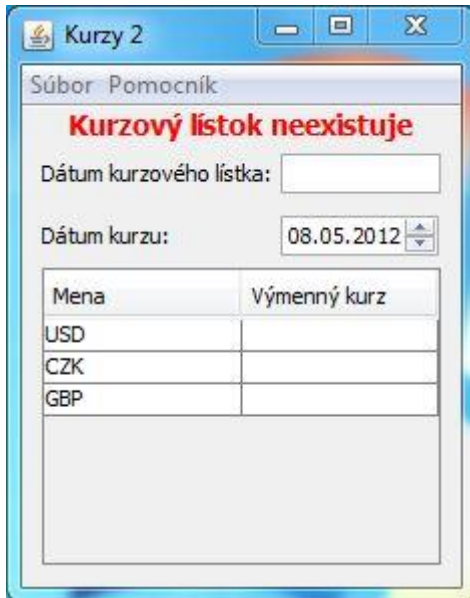 Kurzy 2
Súbor Pomocník
Kurzový lístok neexistuje
Dátum kurzového lístka:
Dátum kurzu: 08.05.2012
Mena Výmenný kurz
USD
CZK
GBP